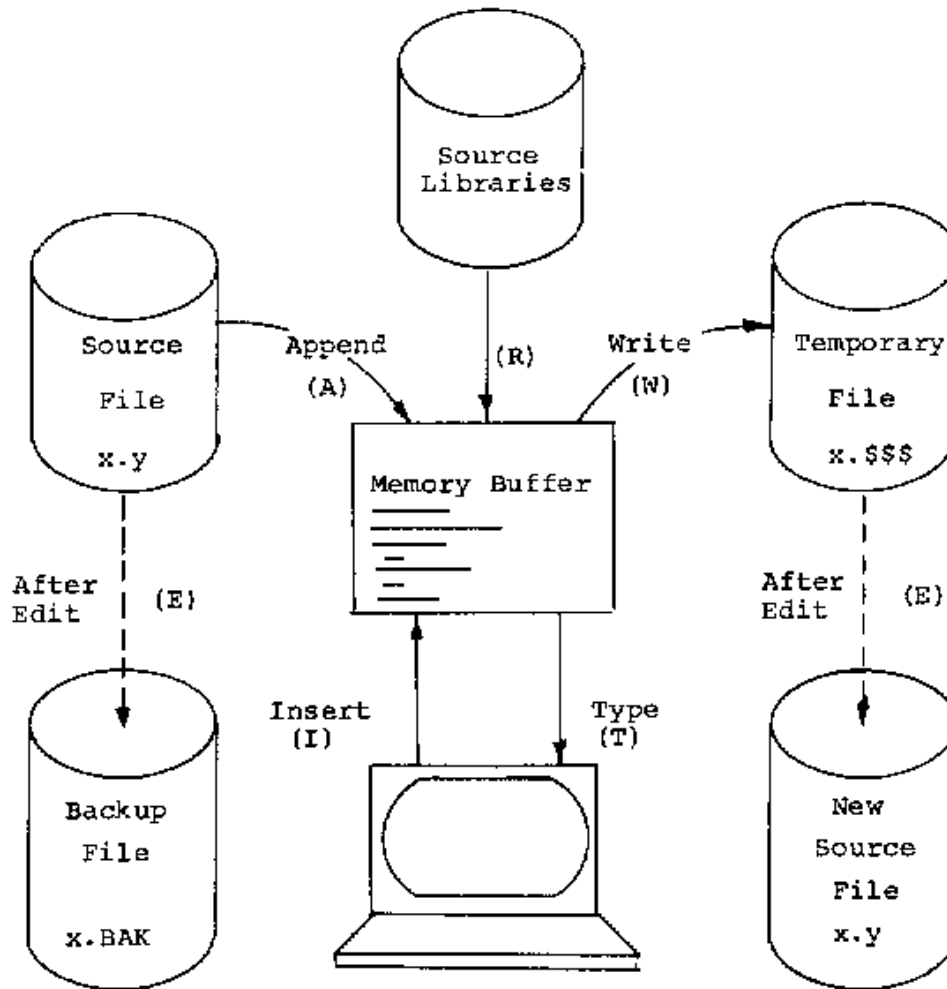 Source
Libraries
Source
File
x.y
Append
(A)
(R)
Write
(W)
Temporary
File
x.$$$
Memory Buffer
After
Edit
(E)
After
Edit
(E)
Insert
(I)
Type
(T)
Backup
File
x.BAK
New
Source
File
x.y